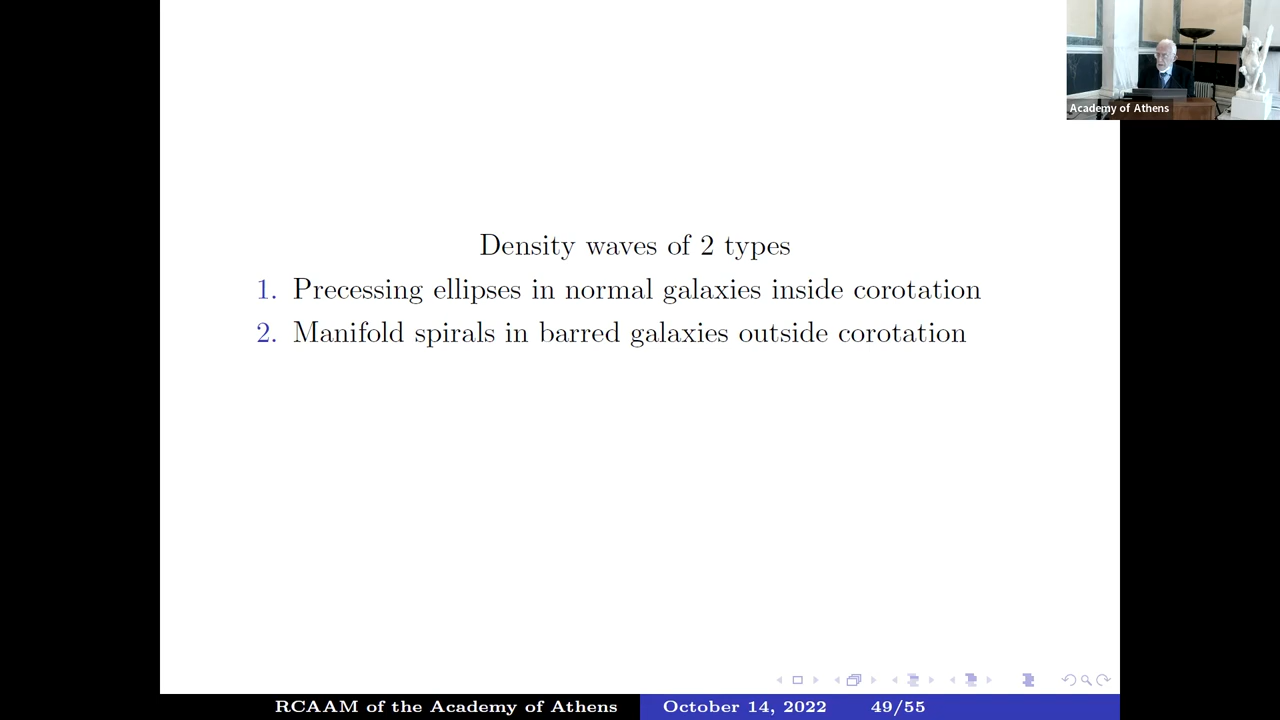 Academy of Athens
Density waves of 2 types
1. Precessing ellipses in normal galaxies inside corotation
2. Manifold spirals in barred galaxies outside corotation
RCAAM of the Academy of Athens October 14, 2022 49/55